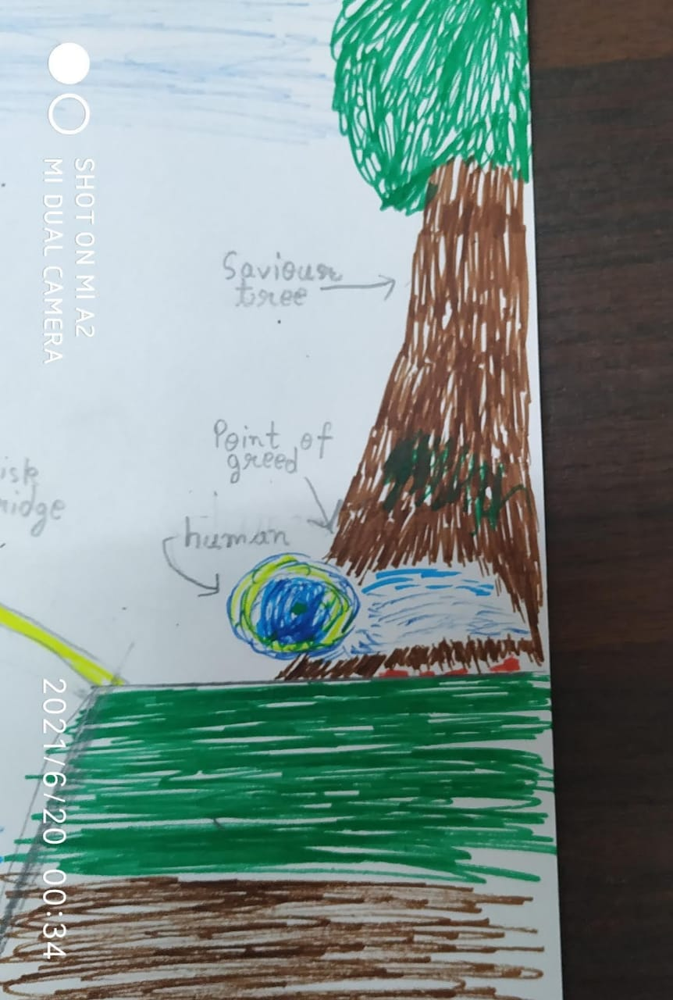 Saviour
tree
Point of
greed
human
isk
ridge
SHOT ON MI A2
MI DUAL CAMERA
2021/6/20 00:34